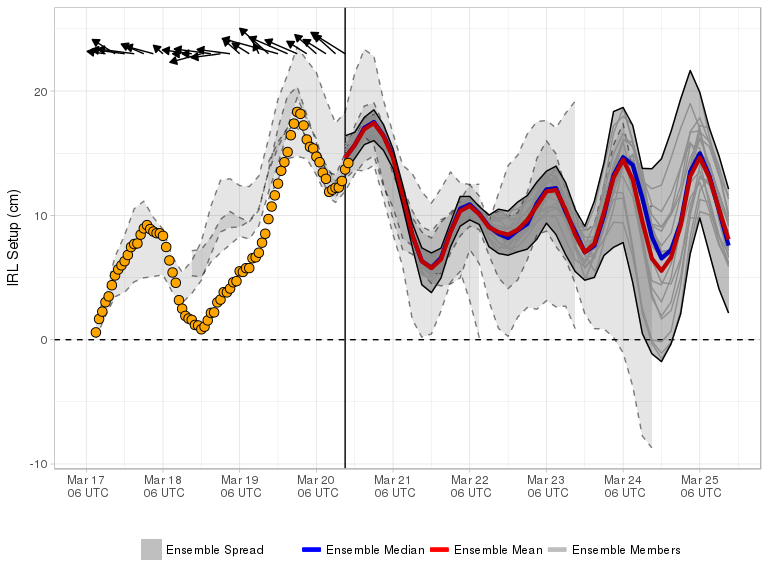 IRL Setup (cm)
20
10
0
-10
Mar 17 Mar 18 Mar 19 Mar 20 Mar 21 Mar 22 Mar 23 Mar 24 Mar 25
06 UTC 06 UTC 06 UTC 06 UTC 06 UTC 06 UTC 06 UTC 06 UTC 06 UTC
Ensemble Spread Ensemble Median Ensemble Mean Ensemble Members